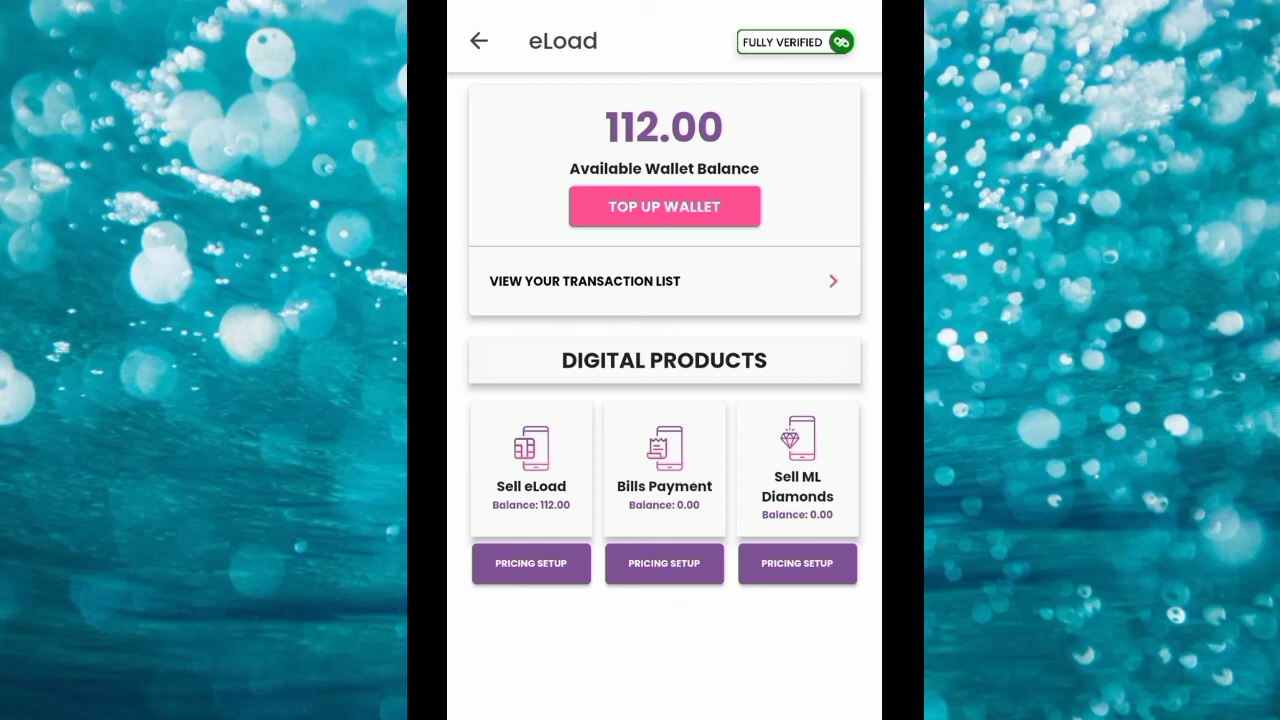 eLoad
FULLY VERIFIED
112.00
Available Wallet Balance
TOP UP WALLET
VIEW YOUR TRANSACTION LIST
DIGITAL PRODUCTS
Sell eLoad
Balance: 112.00
PRICING SETUP
Bills Payment
Balance: 0.00
PRICING SETUP
Sell ML
Diamonds
Balance: 0.00
PRICING SETUP